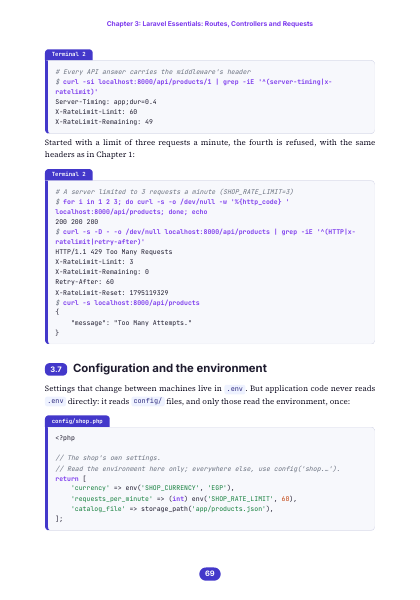 Chapter 3: Laravel Essentials: Routes, Controllers and Requests
Terminal 2
# Every API answer carries the middleware's header
$ curl -si localhost:8000/api/products/1 | grep -iE '^(server-timing|x-
ratelimit)'
Server-Timing: app;dur=0.4
X-RateLimit-Limit: 60
X-RateLimit-Remaining: 49
Started with a limit of three requests a minute, the fourth is refused, with the same
headers as in Chapter 1:
Terminal 2
# A server limited to 3 requests a minute (SHOP_RATE_LIMIT=3)
$ for i in 1 2 3; do curl -s -o /dev/null -w '%{http_code} '
localhost:8000/api/products; done; echo
200 200 200
$ curl -s -D - -o /dev/null localhost:8000/api/products | grep -iE '^(HTTP|x-
ratelimit|retry-after)'
HTTP/1.1 429 Too Many Requests
X-RateLimit-Limit: 3
X-RateLimit-Remaining: 0
Retry-After: 60
X-RateLimit-Reset: 1795119329
$ curl -s localhost:8000/api/products
{
"message": "Too Many Attempts."
}
3.7 Configuration and the environment
Settings that change between machines live in .env. But application code never reads
.env directly: it reads config/ files, and only those read the environment, once:
config/shop.php
<?php
// The shop's own settings.
// Read the environment here only; everywhere else, use config('shop.…').
return [
'currency' => env('SHOP_CURRENCY', 'EGP'),
'requests_per_minute' => (int) env('SHOP_RATE_LIMIT', 60),
'catalog_file' => storage_path('app/products.json'),
];
69